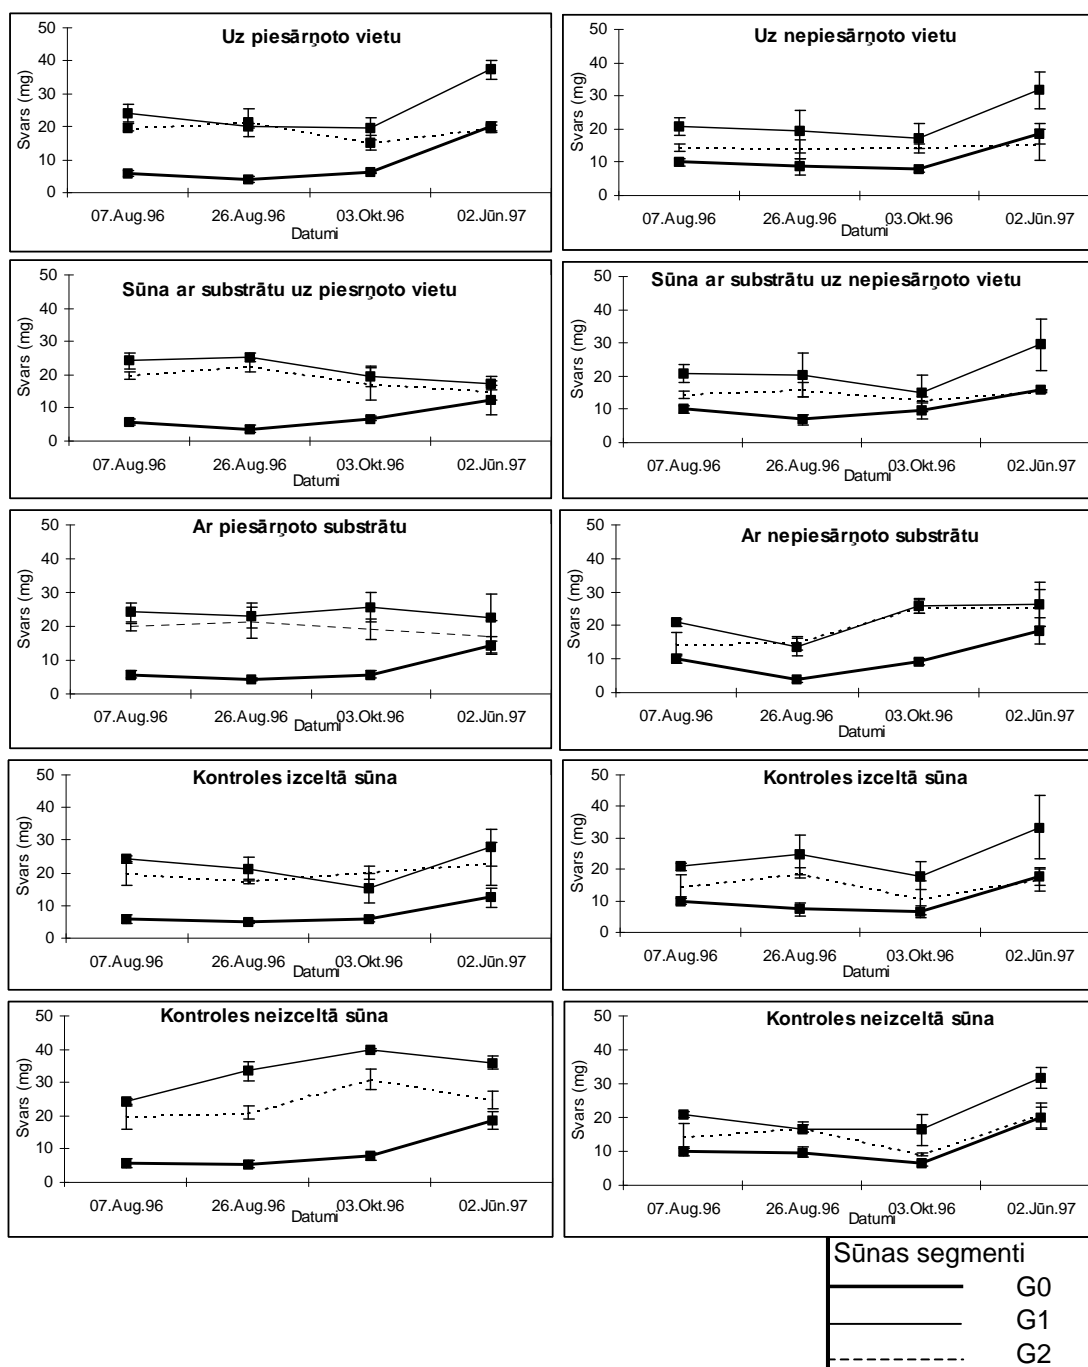 Uz piesārņoto vietu
Svars (mg)
50
40
30
20
10
0
07.Aug.96 26.Aug.96 03.Okt.96 02.Jūn.97
Datumi
Uz nepiesārņoto vietu
Svars (mg)
50
40
30
20
10
0
07.Aug.96 26.Aug.96 03.Okt.96 02.Jūn.97
Datumi
Sūna ar substrātu uz piesrņoto vietu
Svars (mg)
50
40
30
20
10
0
07.Aug.96 26.Aug.96 03.Okt.96 02.Jūn.97
Datumi
Sūna ar substrātu uz nepiesārņoto vietu
Svars (mg)
50
40
30
20
10
0
07.Aug.96 26.Aug.96 03.Okt.96 02.Jūn.97
Datumi
Ar piesārņoto substrātu
Svars (mg)
50
40
30
20
10
0
07.Aug.96 26.Aug.96 03.Okt.96 02.Jūn.97
Datumi
Ar nepiesārņoto substrātu
Svars (mg)
50
40
30
20
10
0
07.Aug.96 26.Aug.96 03.Okt.96 02.Jūn.97
Datumi
Kontroles izceltā sūna
Svars (mg)
50
40
30
20
10
0
07.Aug.96 26.Aug.96 03.Okt.96 02.Jūn.97
Datumi
Kontroles izceltā sūna
Svars (mg)
50
40
30
20
10
0
07.Aug.96 26.Aug.96 03.Okt.96 02.Jūn.97
Datumi
Kontroles neizceltā sūna
Svars (mg)
50
40
30
20
10
0
07.Aug.96 26.Aug.96 03.Okt.96 02.Jūn.97
Datumi
Kontroles neizceltā sūna
Svars (mg)
50
40
30
20
10
0
07.Aug.96 26.Aug.96 03.Okt.96 02.Jūn.97
Datumi
Sūnas segmenti
G0
G1
G2